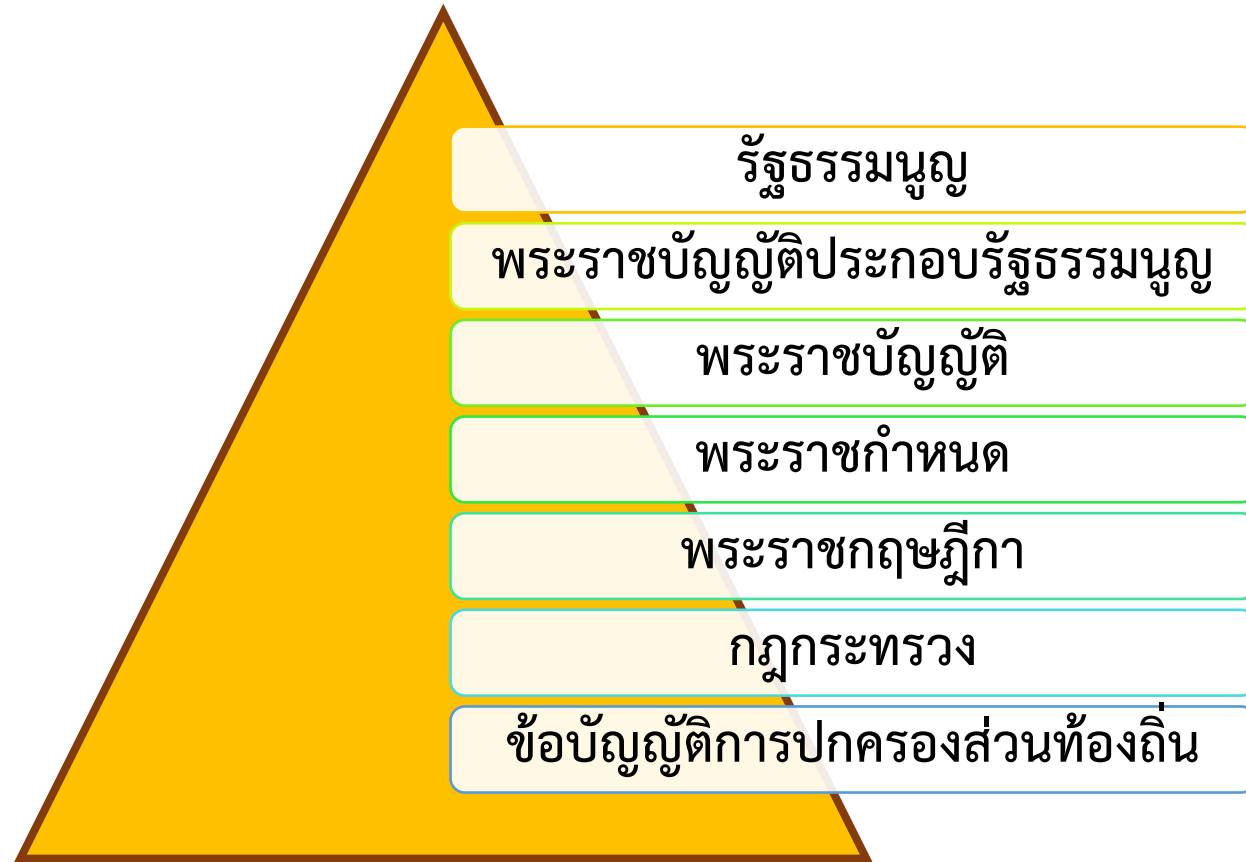 รัฐธรรมนูญ
พระราชบัญญัติประกอบรัฐธรรมนูญ
พระราชบัญญัติ
พระราชกำหนด
พระราชกฤษฎีกา
กฎกระทรวง
ข้อบัญญัติการปกครองส่วนท้องถิ่น